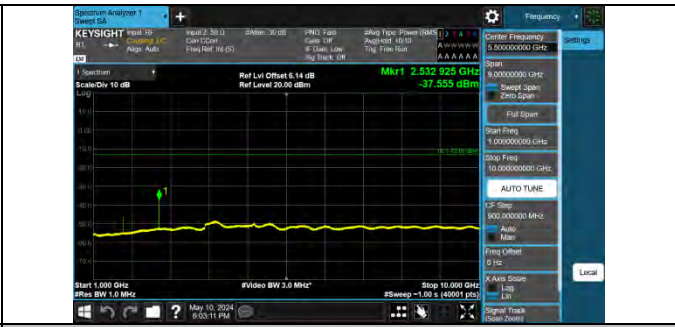 Spectrum Analyzer 1
Swept SA
+
Frequency
KEYSIGHT
Input: RF
Input Z: 50 Ω
#Atten: 30 dB
PNO: Fast
#Avg Type: Power (RMS
Align: Auto
Corr CCorr
Freq Ref: Int (S)
Gate: Off
IF Gain: Low
Sig Track: Off
Avg|Hold: 10/10
Trig: Free Run
Center Frequency
5.500000000 GHz
Settings
1 Spectrum
Scale/Div 10 dB
Log
Ref Lvl Offset 6.14 dB
Ref Level 20.00 dBm
Mkr1 2.532 925 GHz
-37.555 dBm
Span
9.00000000 GHz
Swept Span
Zero Span
Full Span
Start Freq
1.000000000 GHz
Stop Freq
10.000000000 GHz
AUTO TUNE
CF Step
900.000000 MHz
Auto
Man
Freq Offset
0 Hz
X Axis Scale
Log
Lin
Signal Track
(Span Zoom)
Local
1
Start 1.000 GHz
#Res BW 1.0 MHz
#Video BW 3.0 MHz*
Stop 10.000 GHz
#Sweep ~1.00 s (40001 pts)
May 10, 2024
6:03:11 PM